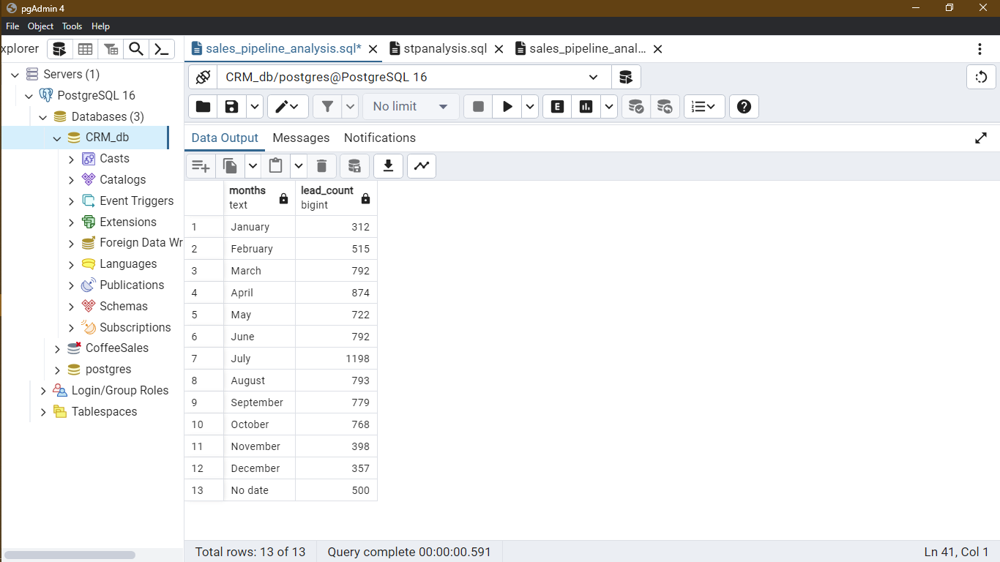 pgAdmin 4
File Object Tools Help
xplorer
sales_pipeline_analysis.sql* stpanalysis.sql sales_pipeline_anal...
Servers (1)
PostgreSQL 16
Databases (3)
CRM_db
Casts
Catalogs
Event Triggers
Extensions
Foreign Data Wr
Languages
Publications
Schemas
Subscriptions
CoffeeSales
postgres
Login/Group Roles
Tablespaces
CRM_db/postgres@PostgreSQL 16
No limit E
Data Output Messages Notifications
months lead_count
text bigint
1 January 312
2 February 515
3 March 792
4 April 874
5 May 722
6 June 792
7 July 1198
8 August 793
9 September 779
10 October 768
11 November 398
12 December 357
13 No date 500
Total rows: 13 of 13 Query complete 00:00:00.591 Ln 41, Col 1